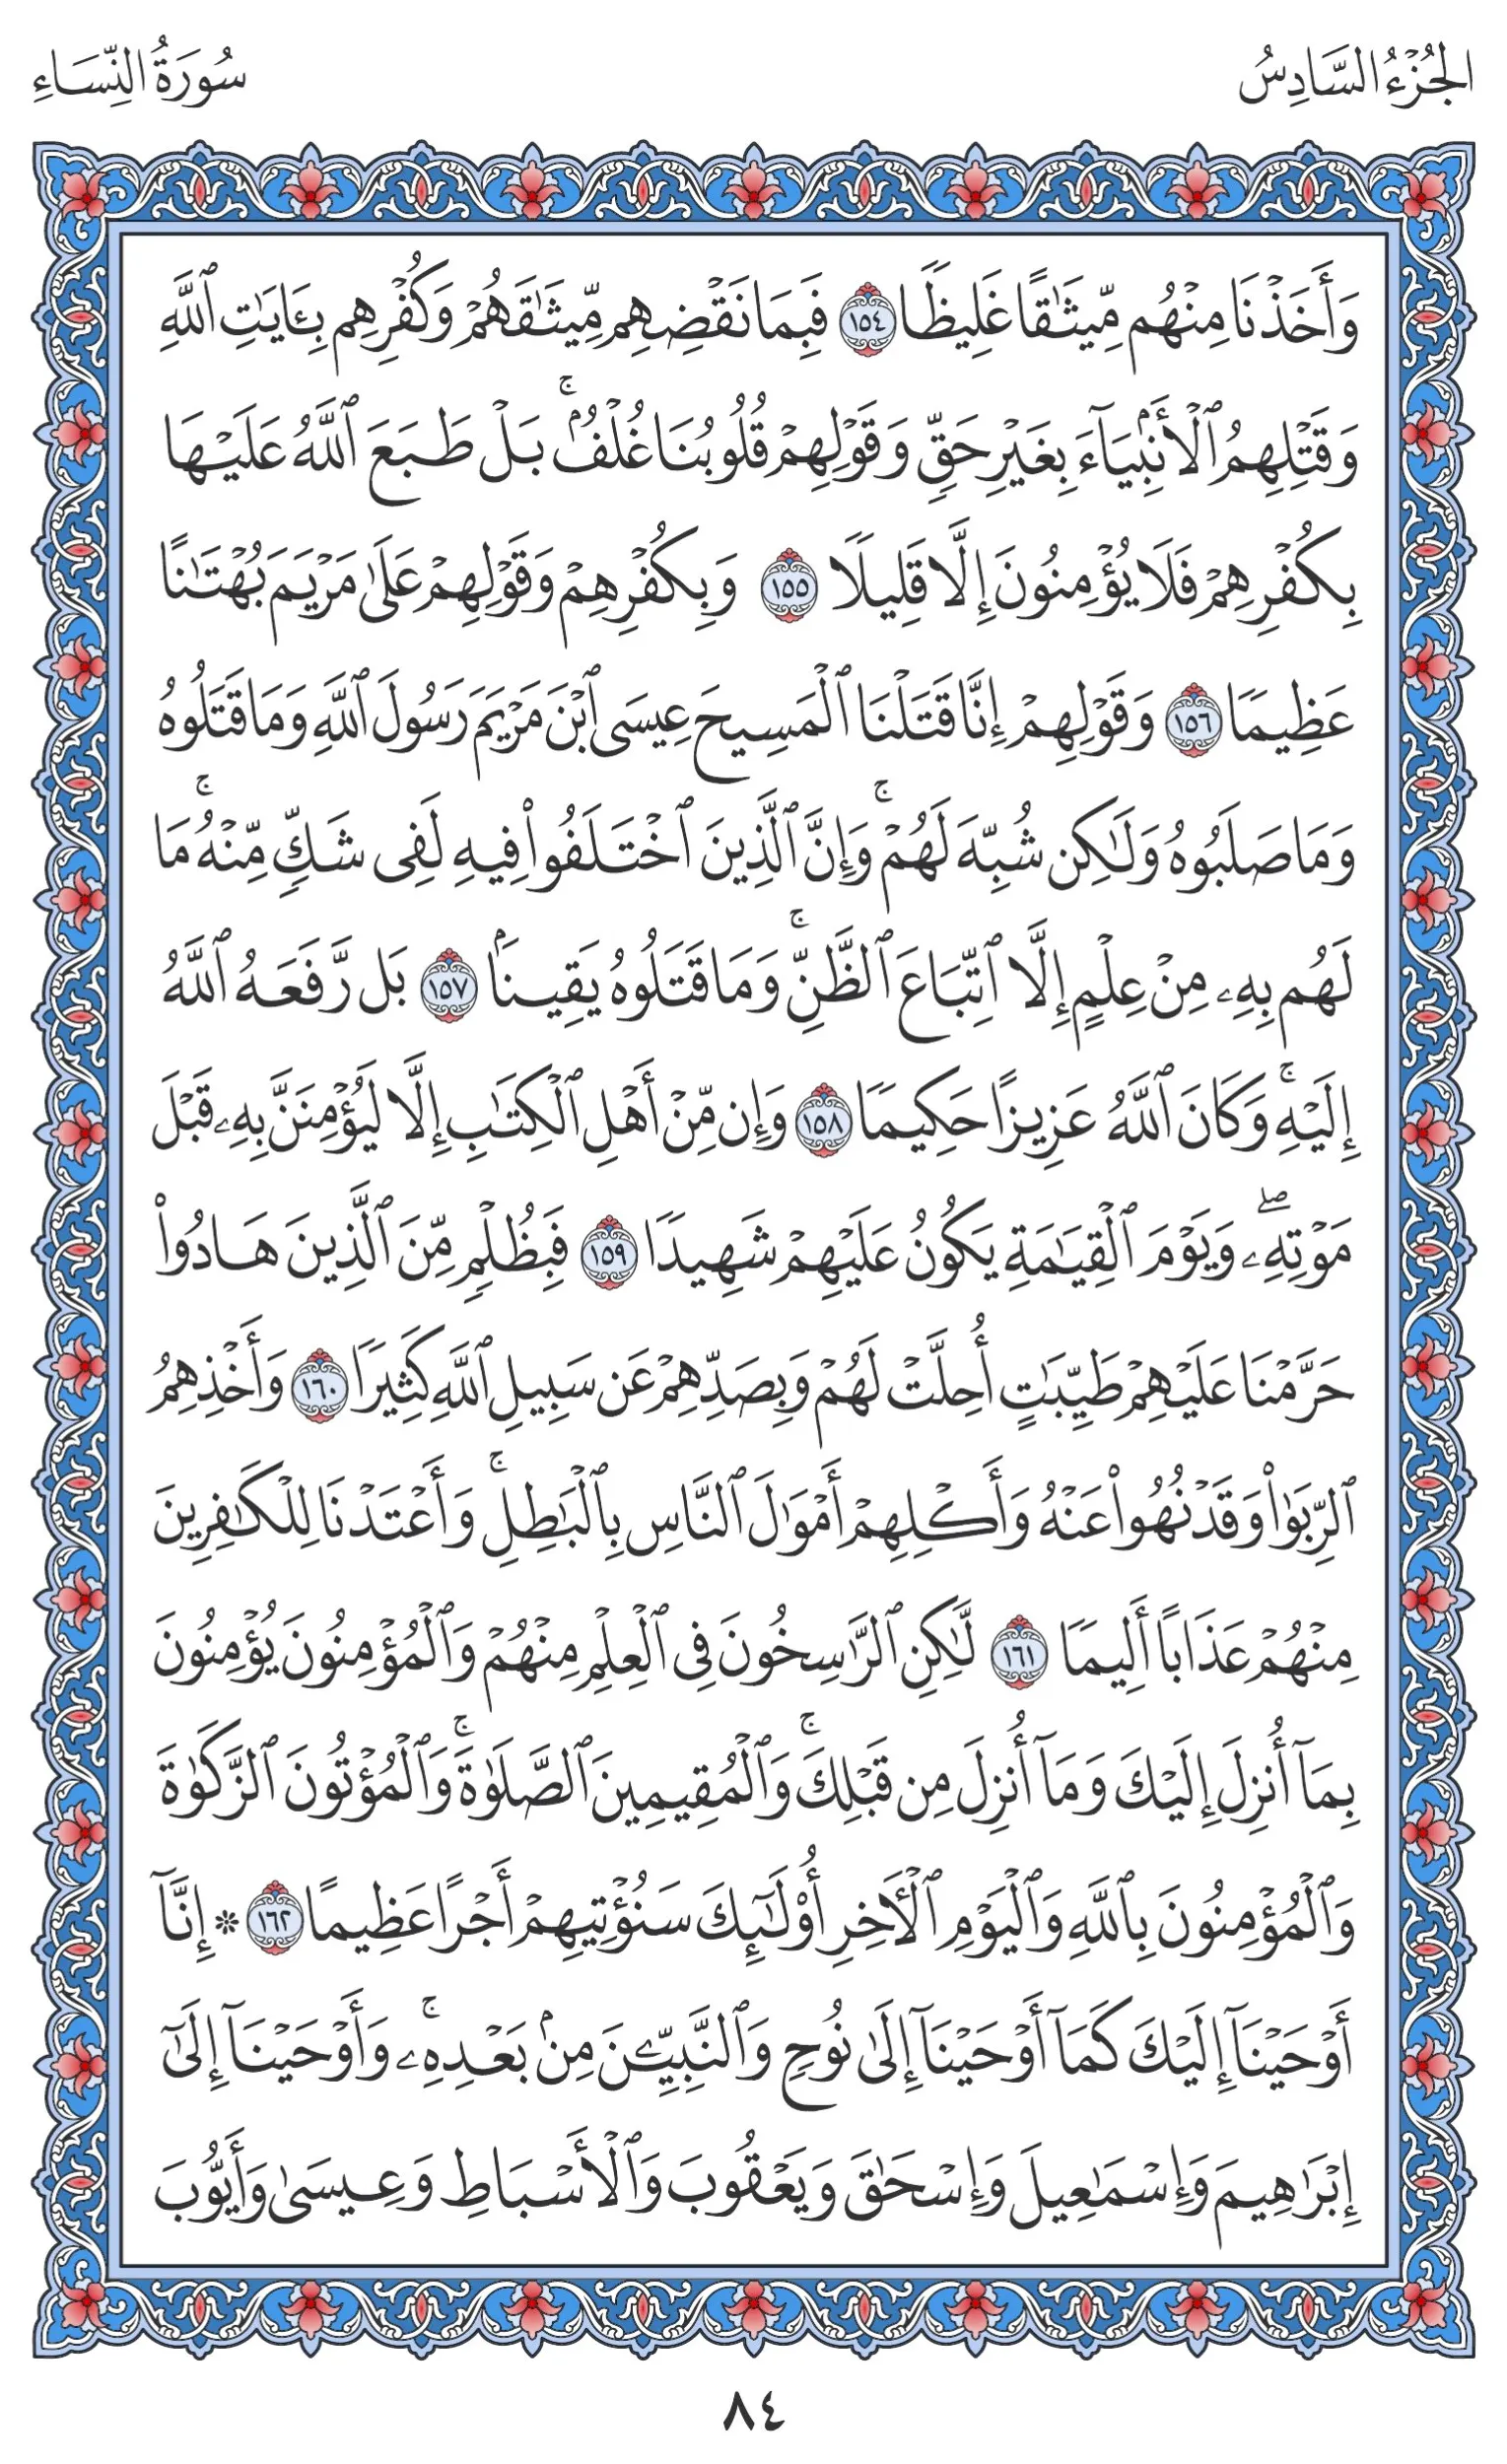 الجُزْءُ السَّادِسُ
سُورَةُ النِّسَاءِ
وَأَخَذْنَا مِنْهُم مِّيثَٰقًا غَلِيظًا ١٥٤ فَبِمَا نَقْضِهِم مِّيثَٰقَهُمْ وَكُفْرِهِم بِـَٔايَٰتِ ٱللَّهِ
وَقَتْلِهِمُ ٱلْأَنۢبِيَآءَ بِغَيْرِ حَقٍّ وَقَوْلِهِمْ قُلُوبُنَا غُلْفٌۢ ۚ بَلْ طَبَعَ ٱللَّهُ عَلَيْهَا
بِكُفْرِهِمْ فَلَا يُؤْمِنُونَ إِلَّا قَلِيلًا ١٥٥ وَبِكُفْرِهِمْ وَقَوْلِهِمْ عَلَىٰ مَرْيَمَ بُهْتَٰنًا
عَظِيمًا ١٥٦ وَقَوْلِهِمْ إِنَّا قَتَلْنَا ٱلْمَسِيحَ عِيسَى ٱبْنَ مَرْيَمَ رَسُولَ ٱللَّهِ وَمَا قَتَلُوهُ
وَمَا صَلَبُوهُ وَلَٰكِن شُبِّهَ لَهُمْ ۚ وَإِنَّ ٱلَّذِينَ ٱخْتَلَفُوا۟ فِيهِ لَفِى شَكٍّ مِّنْهُ ۚ مَا
لَهُم بِهِۦ مِنْ عِلْمٍ إِلَّا ٱتِّبَاعَ ٱلظَّنِّ ۚ وَمَا قَتَلُوهُ يَقِينَۢا ١٥٧ بَل رَّفَعَهُ ٱللَّهُ
إِلَيْهِ ۚ وَكَانَ ٱللَّهُ عَزِيزًا حَكِيمًا ١٥٨ وَإِن مِّنْ أَهْلِ ٱلْكِتَٰبِ إِلَّا لَيُؤْمِنَنَّ بِهِۦ قَبْلَ
مَوْتِهِۦ ۖ وَيَوْمَ ٱلْقِيَٰمَةِ يَكُونُ عَلَيْهِمْ شَهِيدًا ١٥٩ فَبِظُلْمٍ مِّنَ ٱلَّذِينَ هَادُوا۟
حَرَّمْنَا عَلَيْهِمْ طَيِّبَٰتٍ أُحِلَّتْ لَهُمْ وَبِصَدِّهِمْ عَن سَبِيلِ ٱللَّهِ كَثِيرًا ١٦٠ وَأَخْذِهِمُ
ٱلرِّبَوٰا۟ وَقَدْ نُهُوا۟ عَنْهُ وَأَكْلِهِمْ أَمْوَٰلَ ٱلنَّاسِ بِٱلْبَٰطِلِ ۚ وَأَعْتَدْنَا لِلْكَٰفِرِينَ
مِنْهُمْ عَذَابًا أَلِيمًا ١٦١ لَّٰكِنِ ٱلرَّٰسِخُونَ فِى ٱلْعِلْمِ مِنْهُمْ وَٱلْمُؤْمِنُونَ يُؤْمِنُونَ
بِمَآ أُنزِلَ إِلَيْكَ وَمَآ أُنزِلَ مِن قَبْلِكَ ۚ وَٱلْمُقِيمِينَ ٱلصَّلَوٰةَ ۚ وَٱلْمُؤْتُونَ ٱلزَّكَوٰةَ
وَٱلْمُؤْمِنُونَ بِٱللَّهِ وَٱلْيَوْمِ ٱلْـَٔاخِرِ أُو۟لَٰٓئِكَ سَنُؤْتِيهِمْ أَجْرًا عَظِيمًا ١٦٢ * إِنَّآ
أَوْحَيْنَآ إِلَيْكَ كَمَآ أَوْحَيْنَآ إِلَىٰ نُوحٍ وَٱلنَّبِيِّـۧنَ مِنۢ بَعْدِهِۦ ۚ وَأَوْحَيْنَآ إِلَىٰٓ
إِبْرَٰهِيمَ وَإِسْمَٰعِيلَ وَإِسْحَٰقَ وَيَعْقُوبَ وَٱلْأَسْبَاطِ وَعِيسَىٰ وَأَيُّوبَ
٨٤